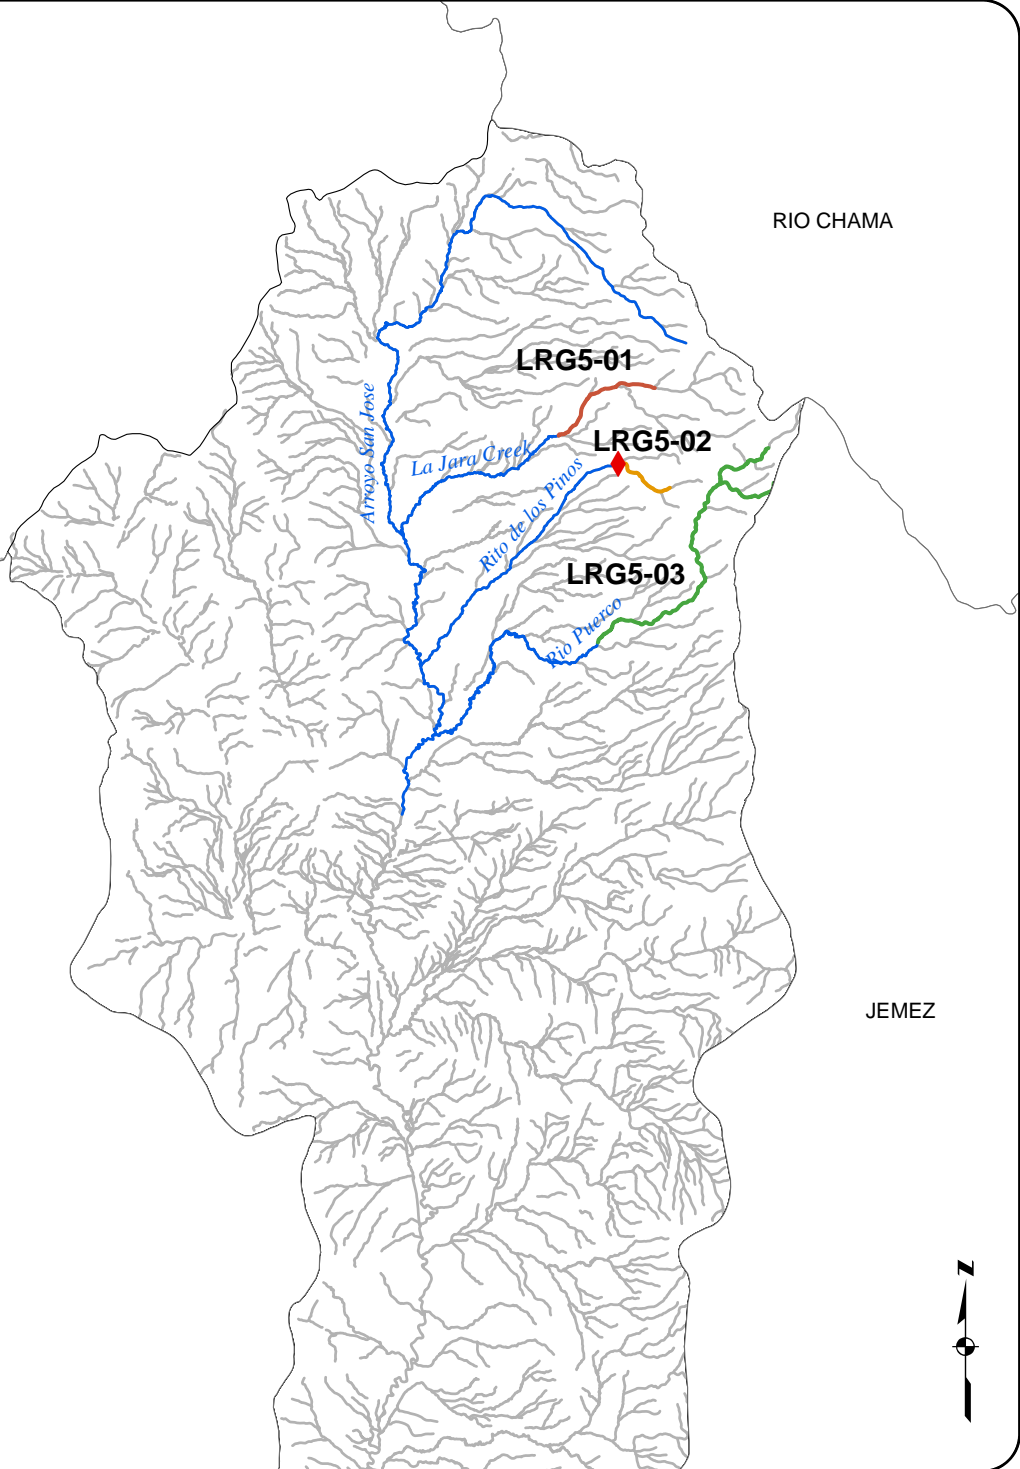 RIO CHAMA
LRG5-01
Arroyo San Jose
LRG5-02
La Jara Creek
Rito de los Pinos
LRG5-03
Rio Puerco
JEMEZ
N